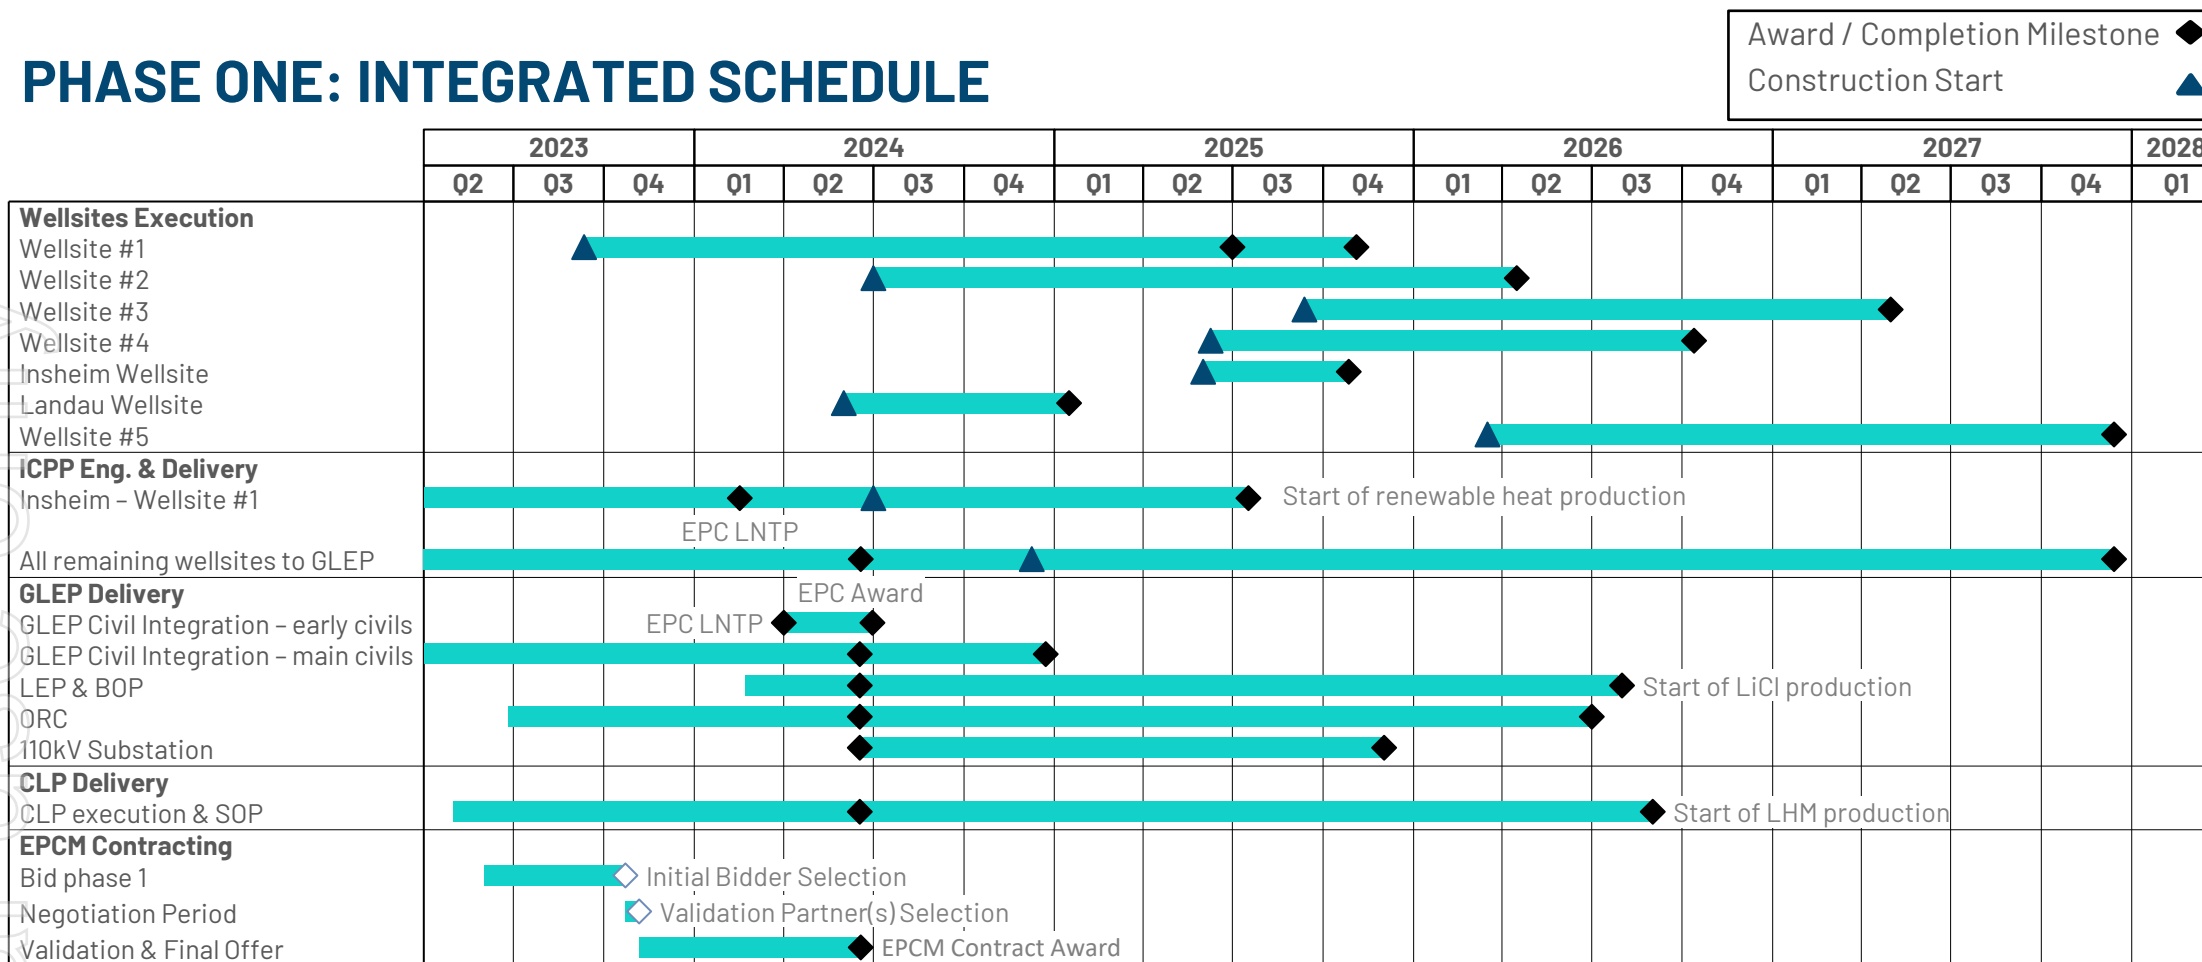 Award / Completion Milestone
Construction Start
PHASE ONE: INTEGRATED SCHEDULE
2023 2024 2025 2026 2027 2028
Q2 Q3 Q4 Q1 Q2 Q3 Q4 Q1 Q2 Q3 Q4 Q1 Q2 Q3 Q4 Q1 Q2 Q3 Q4 Q1
Wellsites Execution
Wellsite #1
Wellsite #2
Wellsite #3
Wellsite #4
Insheim Wellsite
Landau Wellsite
Wellsite #5
ICPP Eng. & Delivery
Insheim – Wellsite #1 Start of renewable heat production
EPC LNTP
All remaining wellsites to GLEP
GLEP Delivery EPC Award
GLEP Civil Integration – early civils EPC LNTP
GLEP Civil Integration – main civils
LEP & BOP Start of LiCl production
ORC
110kV Substation
CLP Delivery
CLP execution & SOP Start of LHM production
EPCM Contracting
Bid phase 1 Initial Bidder Selection
Negotiation Period Validation Partner(s) Selection
Validation & Final Offer EPCM Contract Award